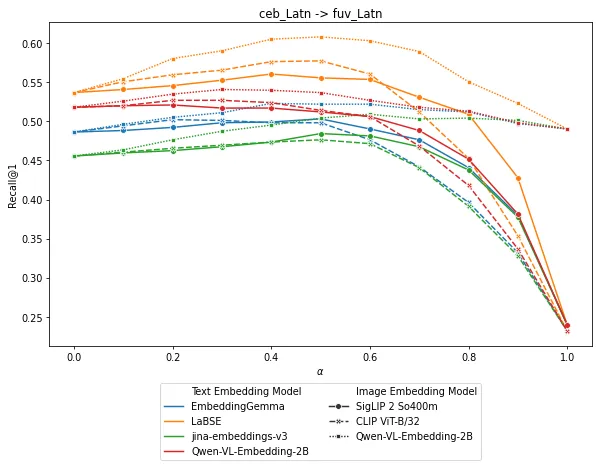 ceb_Latn -> fuv_Latn
0.60
0.55
0.50
0.45
0.40
0.35
0.30
0.25
Recall@1
0.0
0.2
0.4
0.6
0.8
1.0
α
Text Embedding Model
EmbeddingGemma
LaBSE
jina-embeddings-v3
Qwen-VL-Embedding-2B
Image Embedding Model
SigLIP 2 So400m
CLIP ViT-B/32
Qwen-VL-Embedding-2B